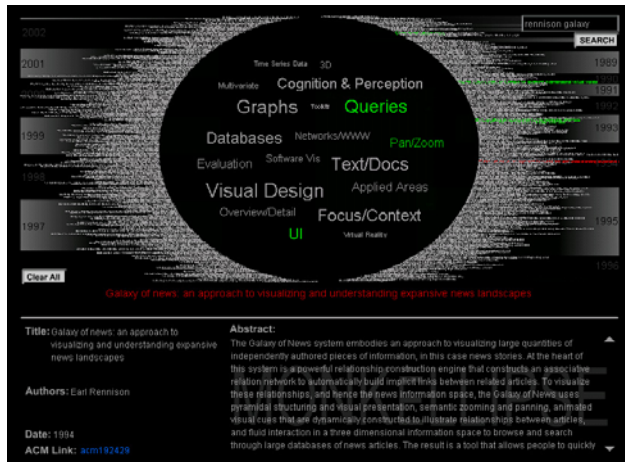 rennison galaxy
SEARCH
2002
2001
1999
1998
1997
1989
1990
1991
1992
1993
1995
1996
Time Series Data 3D
Multivariate Cognition & Perception
Graphs Toolkits Queries
Databases Networks/WWW Pan/Zoom
Evaluation Software Vis Text/Docs
Visual Design Applied Areas
Overview/Detail Focus/Context
UI Virtual Reality
Clear All
Galaxy of news: an approach to visualizing and understanding expansive news landscapes
Title: Galaxy of news: an approach to
visualizing and understanding expansive
news landscapes
Authors: Earl Rennison
Date: 1994
ACM Link: acm192429
Abstract:
The Galaxy of News system embodies an approach to visualizing large quantities of
independently authored pieces of information, in this case news stories. At the heart of
this system is a powerful relationship construction engine that constructs an associative
relation network to automatically build implicit links between related articles. To visualize
these relationships, and hence the news information space, the Galaxy of News uses
pyramidal structuring and visual presentation, semantic zooming and panning, animated
visual cues that are dynamically constructed to illustrate relationships between articles,
and fluid interaction in a three dimensional information space to browse and search
through large databases of news articles. The result is a tool that allows people to quickly